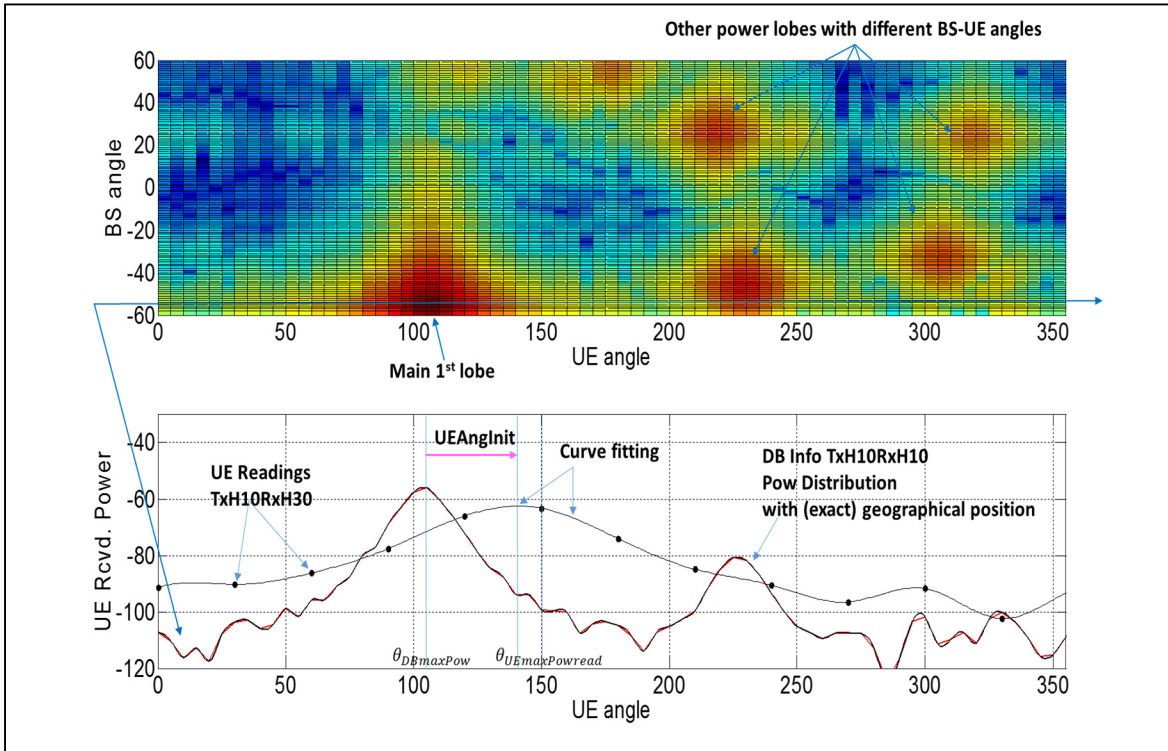 Other power lobes with different BS-UE angles
60
40
20
0
-20
-40
-60
BS angle
0
50
100
150
200
250
300
350
UE angle
Main 1st lobe
-40
-60
-80
-100
-120
UE Rcvd. Power
UEAngInit
Curve fitting
UE Readings
TxH10RxH30
DB Info TxH10RxH10
Pow Distribution
with (exact) geographical position
θDBmaxPow
θUEmaxPowread
0
50
100
150
200
250
300
350
UE angle